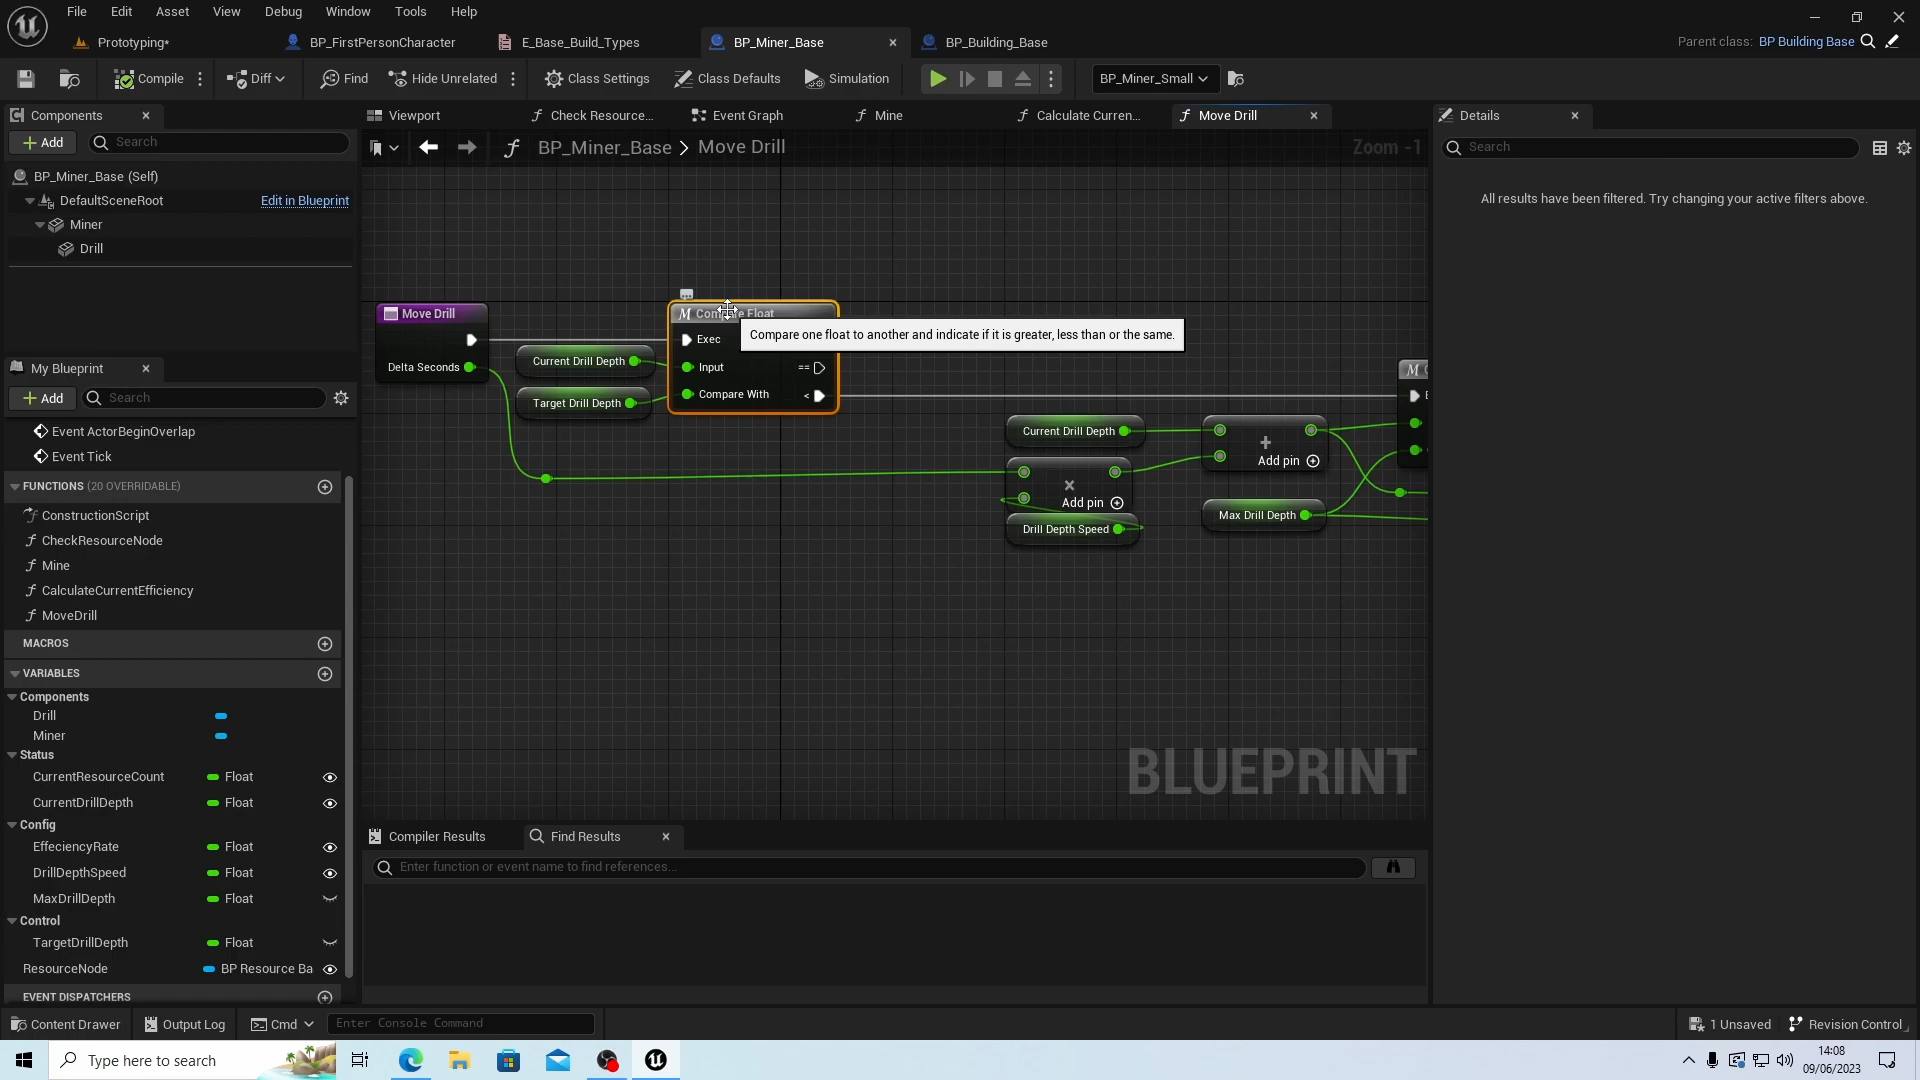 File Edit Asset View Debug Window Tools Help
Prototyping* BP_FirstPersonCharacter E_Base_Build_Types BP_Miner_Base BP_Building_Base Parent class: BP Building Base
Compile Diff Find Hide Unrelated Class Settings Class Defaults Simulation BP_Miner_Small
Components Viewport Check Resource... Event Graph Mine Calculate Curren... Move Drill Details
Add Search BP_Miner_Base > Move Drill Zoom -1 Search
BP_Miner_Base (Self)
DefaultSceneRoot Edit in Blueprint
Miner
Drill
All results have been filtered. Try changing your active filters above.
Move Drill
Delta Seconds
Current Drill Depth
Target Drill Depth
Exec
Input ==
Compare With <
Compare one float to another and indicate if it is greater, less than or the same.
Current Drill Depth
Add pin
Drill Depth Speed
+
Add pin
Max Drill Depth
BLUEPRINT
My Blueprint
Add Search
Event ActorBeginOverlap
Event Tick
FUNCTIONS (20 OVERRIDABLE)
ConstructionScript
CheckResourceNode
Mine
CalculateCurrentEfficiency
MoveDrill
MACROS
VARIABLES
Components
Drill
Miner
Status
CurrentResourceCount Float
CurrentDrillDepth Float
Config
EffeciencyRate Float
DrillDepthSpeed Float
MaxDrillDepth Float
Control
TargetDrillDepth Float
ResourceNode BP Resource Ba
EVENT DISPATCHERS
Compiler Results Find Results
Enter function or event name to find references...
Content Drawer Output Log Cmd Enter Console Command 1 Unsaved Revision Control
Type here to search 14:08
09/06/2023